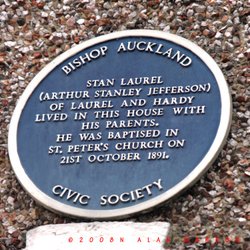 BISHOP AUCKLAND
STAN LAUREL
(ARTHUR STANLEY JEFFERSON)
OF LAUREL AND HARDY
LIVED IN THIS HOUSE WITH
HIS PARENTS.
HE WAS BAPTISED IN
ST. PETER'S CHURCH ON
21ST OCTOBER 1891.
CIVIC SOCIETY